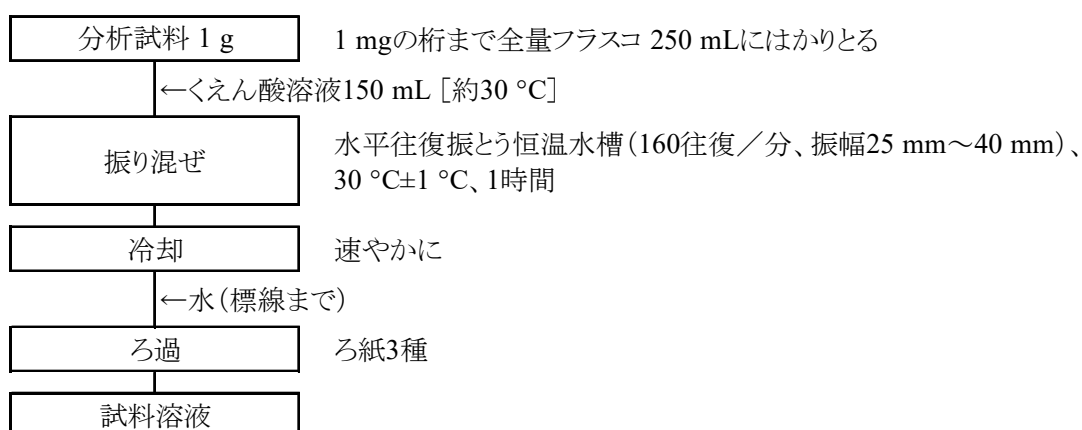 分析試料 1 g
1 mgの桁まで全量フラスコ 250 mLにはかりとる
←くえん酸溶液150 mL [約30 °C]
振り混ぜ
水平往復振とう恒温水槽（160往復／分、振幅25 mm～40 mm）、
30 °C±1 °C、1時間
冷却
速やかに
←水（標線まで）
ろ過
ろ紙3種
試料溶液